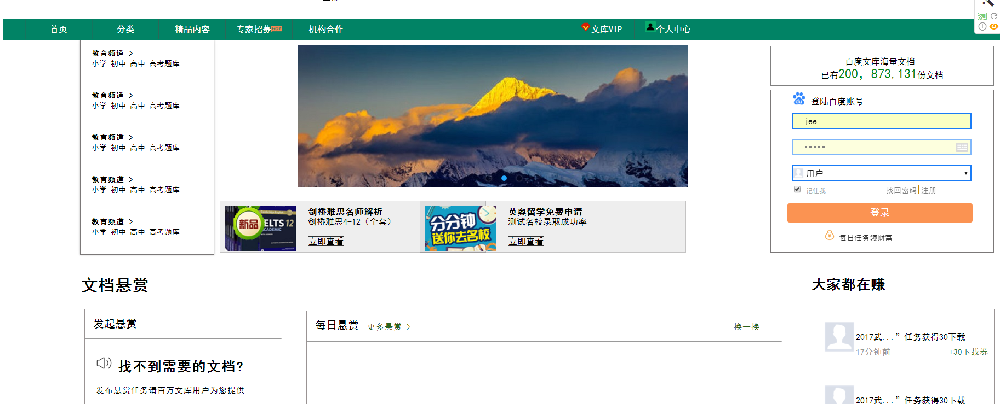 首页 分类 精品内容 专家招募HOT 机构合作 文库VIP 个人中心
教育频道 >
小学 初中 高中 高考题库
教育频道 >
小学 初中 高中 高考题库
教育频道 >
小学 初中 高中 高考题库
教育频道 >
小学 初中 高中 高考题库
教育频道 >
小学 初中 高中 高考题库
新品
ELTS 12
ACADEMIC
剑桥雅思名师解析
剑桥雅思4-12（全套）
立即查看
分分钟
送你去名校
英奥留学免费申请
测试名校录取成功率
立即查看
百度文库海量文档
已有200, 873,131份文档
du 登陆百度账号
jee
*****
用户
记住我 找回密码 注册
登录
每日任务领财富
文档悬赏
发起悬赏
找不到需要的文档?
发布悬赏任务请百万文库用户为您提供
每日悬赏 更多悬赏 > 换一换
大家都在赚
2017武...”任务获得30下载
17分钟前 +30下载券
2017武...”任务获得30下载